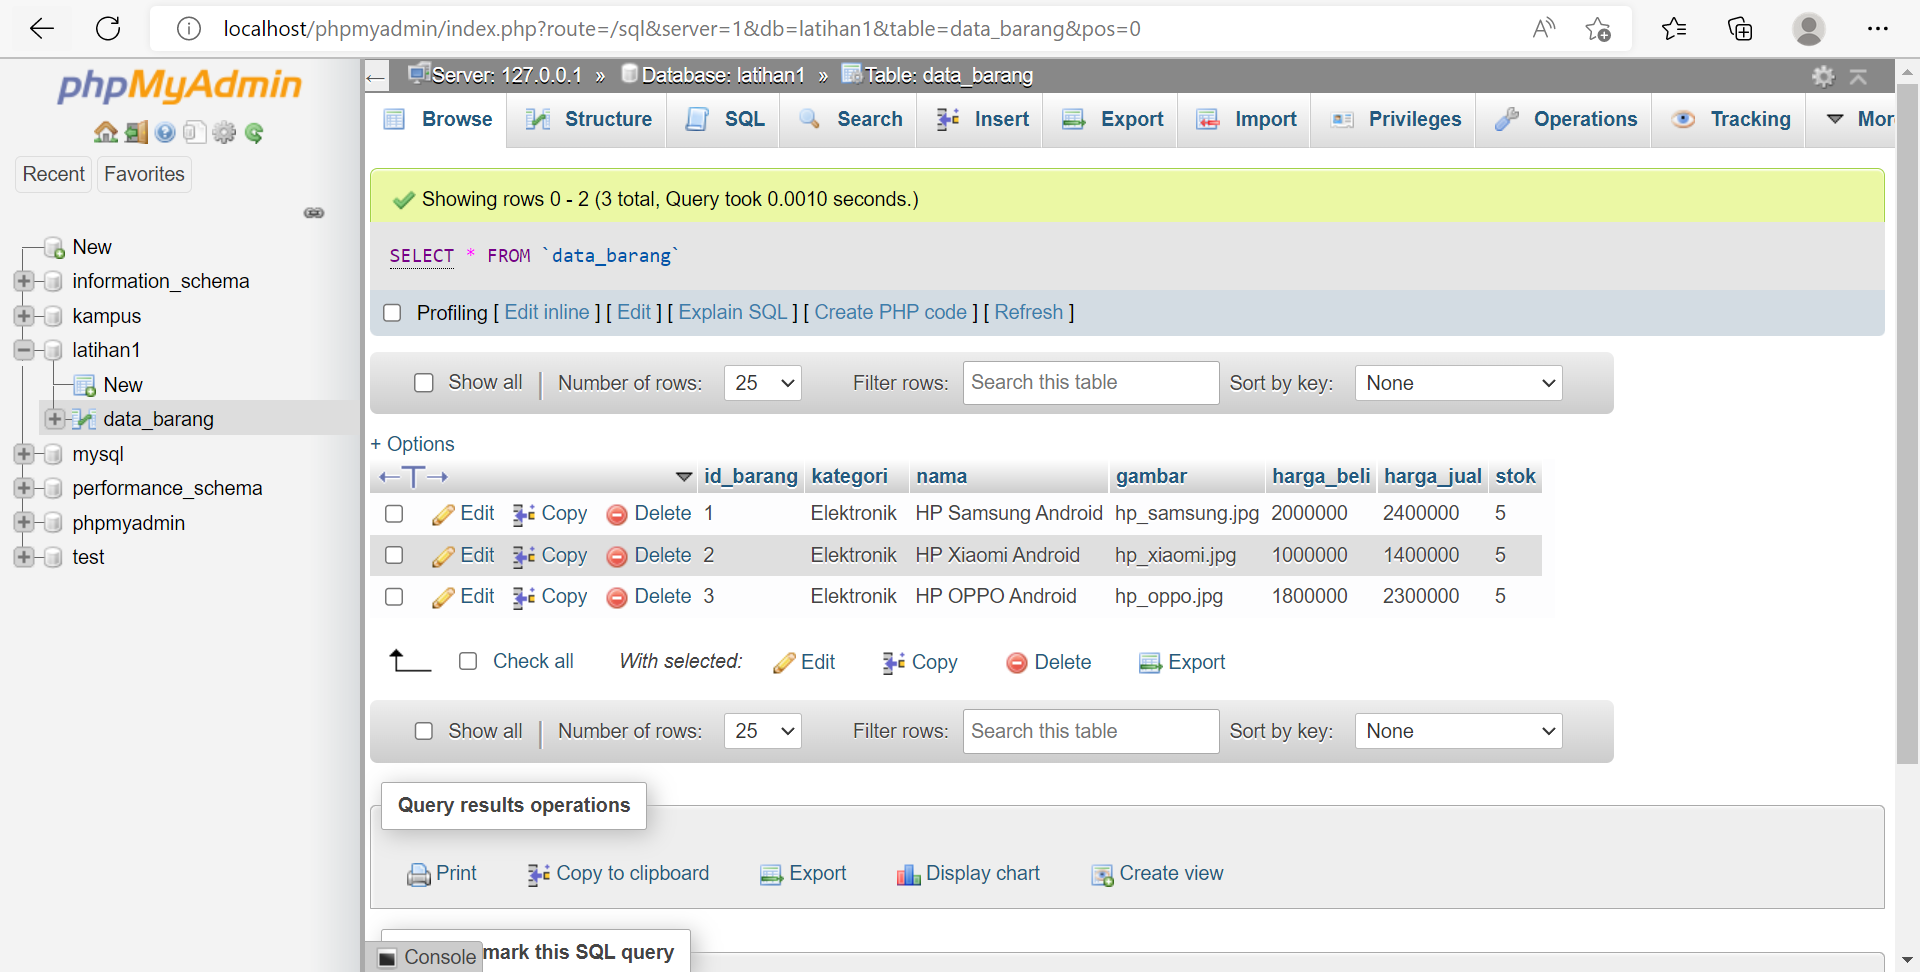 localhost/phpmyadmin/index.php?route=/sql&server=1&db=latihan1&table=data_barang&pos=0
phpMyAdmin
Recent Favorites
New
information_schema
kampus
latihan1
New
data_barang
mysql
performance_schema
phpmyadmin
test
Server: 127.0.0.1 » Database: latihan1 » Table: data_barang
Browse Structure SQL Search Insert Export Import Privileges Operations Tracking Mor
Showing rows 0 - 2 (3 total, Query took 0.0010 seconds.)
SELECT * FROM `data_barang`
Profiling [ Edit inline ] [ Edit ] [ Explain SQL ] [ Create PHP code ] [ Refresh ]
Show all | Number of rows: 25 Filter rows: Search this table Sort by key: None
+ Options
←T→ id_barang kategori nama gambar harga_beli harga_jual stok
Edit Copy Delete 1 Elektronik HP Samsung Android hp_samsung.jpg 2000000 2400000 5
Edit Copy Delete 2 Elektronik HP Xiaomi Android hp_xiaomi.jpg 1000000 1400000 5
Edit Copy Delete 3 Elektronik HP OPPO Android hp_oppo.jpg 1800000 2300000 5
Check all With selected: Edit Copy Delete Export
Show all | Number of rows: 25 Filter rows: Search this table Sort by key: None
Query results operations
Print Copy to clipboard Export Display chart Create view
Console mark this SQL query